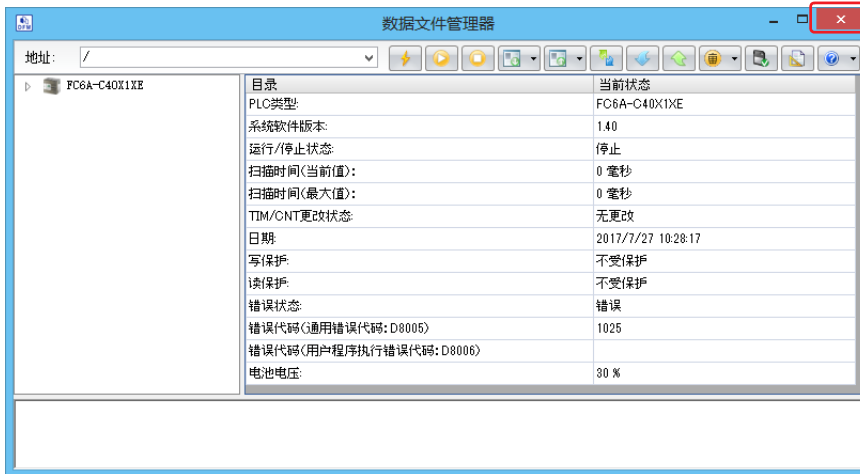 数据文件管理器
地址: /
FC6A-C40X1XE
目录 当前状态
PLC类型: FC6A-C40X1XE
系统软件版本: 1.40
运行/停止状态: 停止
扫描时间(当前值): 0 毫秒
扫描时间(最大值): 0 毫秒
TIM/CNT更改状态: 无更改
日期: 2017/7/27 10:28:17
写保护: 不受保护
读保护: 不受保护
错误状态: 错误
错误代码(通用错误代码:D8005) 1025
错误代码(用户程序执行错误代码:D8006)
电池电压: 30 %